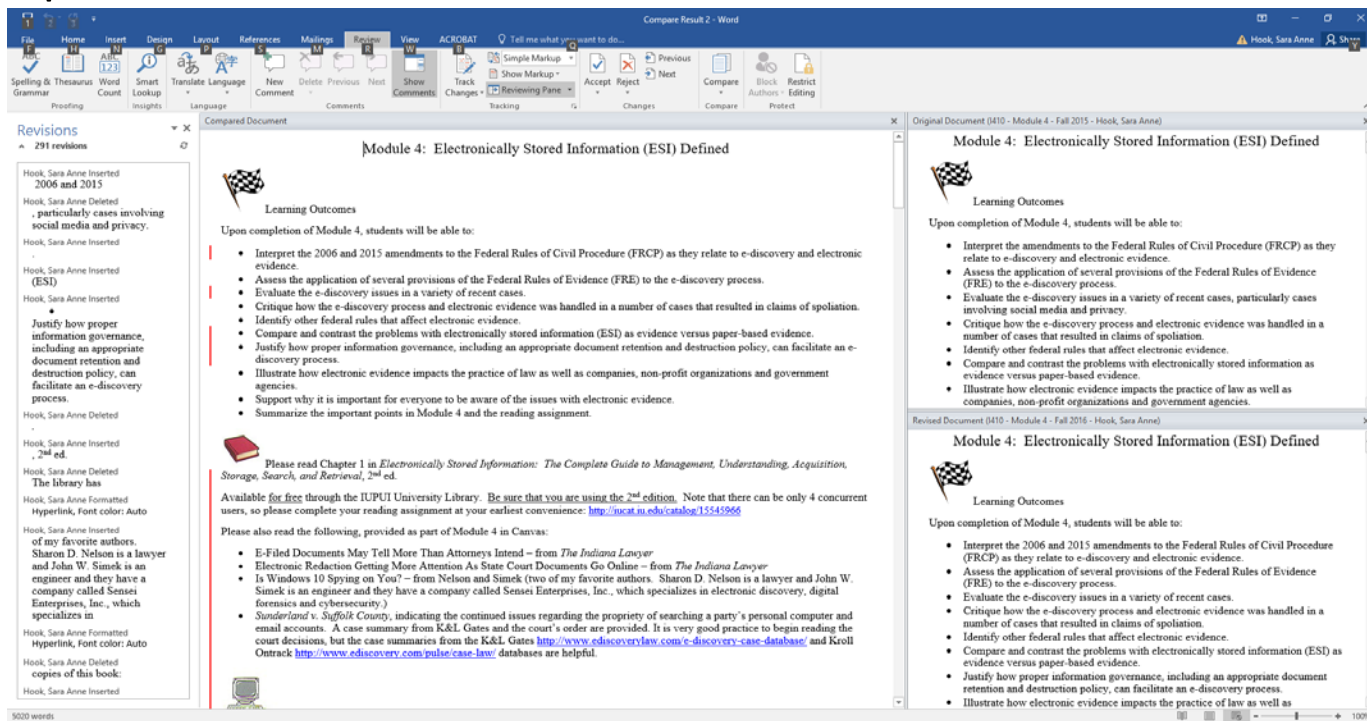 Compare Result 2 - Word
Hook, Sara Anne
File Home Insert Design Layout References Mailings Review View ACROBAT Tell me what you want to do...
F H N G P S M R W B Q
Spelling & Grammar Thesaurus Word Count Smart Lookup Translate Language New Comment Delete Previous Next Show Comments Track Changes Simple Markup Show Markup Reviewing Pane Accept Reject Previous Next Compare Block Authors Restrict Editing
Proofing Insights Language Comments Tracking Changes Compare Protect
Revisions
291 revisions
Hook, Sara Anne Inserted
2006 and 2015
Hook, Sara Anne Deleted
, particularly cases involving
social media and privacy.
Hook, Sara Anne Inserted
.
Hook, Sara Anne Inserted
(ESI)
Hook, Sara Anne Inserted
•
Justify how proper
information governance,
including an appropriate
document retention and
destruction policy, can
facilitate an e-discovery
process.
Hook, Sara Anne Deleted
.
Hook, Sara Anne Inserted
, 2nd ed.
Hook, Sara Anne Deleted
The library has
Hook, Sara Anne Formatted
Hyperlink, Font color: Auto
Hook, Sara Anne Inserted
of my favorite authors.
Sharon D. Nelson is a lawyer
and John W. Simek is an
engineer and they have a
company called Sensei
Enterprises, Inc., which
specializes in
Hook, Sara Anne Formatted
Hyperlink, Font color: Auto
Hook, Sara Anne Deleted
copies of this book:
Hook, Sara Anne Inserted
Compared Document
Module 4: Electronically Stored Information (ESI) Defined
Learning Outcomes
Upon completion of Module 4, students will be able to:
• Interpret the 2006 and 2015 amendments to the Federal Rules of Civil Procedure (FRCP) as they relate to e-discovery and electronic
evidence.
• Assess the application of several provisions of the Federal Rules of Evidence (FRE) to the e-discovery process.
• Evaluate the e-discovery issues in a variety of recent cases.
• Critique how the e-discovery process and electronic evidence was handled in a number of cases that resulted in claims of spoliation.
• Identify other federal rules that affect electronic evidence.
• Compare and contrast the problems with electronically stored information (ESI) as evidence versus paper-based evidence.
• Justify how proper information governance, including an appropriate document retention and destruction policy, can facilitate an e-
discovery process.
• Illustrate how electronic evidence impacts the practice of law as well as companies, non-profit organizations and government
agencies.
• Support why it is important for everyone to be aware of the issues with electronic evidence.
• Summarize the important points in Module 4 and the reading assignment.
Please read Chapter 1 in Electronically Stored Information: The Complete Guide to Management, Understanding, Acquisition,
Storage, Search, and Retrieval, 2nd ed.
Available for free through the IUPUI University Library. Be sure that you are using the 2nd edition. Note that there can be only 4 concurrent
users, so please complete your reading assignment at your earliest convenience: http://iucat.iu.edu/catalog/15545966
Please also read the following, provided as part of Module 4 in Canvas:
• E-Filed Documents May Tell More Than Attorneys Intend – from The Indiana Lawyer
• Electronic Redaction Getting More Attention As State Court Documents Go Online – from The Indiana Lawyer
• Is Windows 10 Spying on You? – from Nelson and Simek (two of my favorite authors. Sharon D. Nelson is a lawyer and John W.
Simek is an engineer and they have a company called Sensei Enterprises, Inc., which specializes in electronic discovery, digital
forensics and cybersecurity.)
• Sunderland v. Suffolk County, indicating the continued issues regarding the propriety of searching a party's personal computer and
email accounts. A case summary from K&L Gates and the court's order are provided. It is very good practice to begin reading the
court decisions, but the case summaries from the K&L Gates http://www.ediscoverylaw.com/e-discovery-case-database/ and Kroll
Ontrack http://www.ediscovery.com/pulse/case-law/ databases are helpful.
Original Document (I410 - Module 4 - Fall 2015 - Hook, Sara Anne)
Module 4: Electronically Stored Information (ESI) Defined
Learning Outcomes
Upon completion of Module 4, students will be able to:
• Interpret the amendments to the Federal Rules of Civil Procedure (FRCP) as they
relate to e-discovery and electronic evidence.
• Assess the application of several provisions of the Federal Rules of Evidence
(FRE) to the e-discovery process.
• Evaluate the e-discovery issues in a variety of recent cases, particularly cases
involving social media and privacy.
• Critique how the e-discovery process and electronic evidence was handled in a
number of cases that resulted in claims of spoliation.
• Identify other federal rules that affect electronic evidence.
• Compare and contrast the problems with electronically stored information as
evidence versus paper-based evidence.
• Illustrate how electronic evidence impacts the practice of law as well as
companies, non-profit organizations and government agencies.
Revised Document (I410 - Module 4 - Fall 2016 - Hook, Sara Anne)
Module 4: Electronically Stored Information (ESI) Defined
Learning Outcomes
Upon completion of Module 4, students will be able to:
• Interpret the 2006 and 2015 amendments to the Federal Rules of Civil Procedure
(FRCP) as they relate to e-discovery and electronic evidence.
• Assess the application of several provisions of the Federal Rules of Evidence
(FRE) to the e-discovery process.
• Evaluate the e-discovery issues in a variety of recent cases.
• Critique how the e-discovery process and electronic evidence was handled in a
number of cases that resulted in claims of spoliation.
• Identify other federal rules that affect electronic evidence.
• Compare and contrast the problems with electronically stored information (ESI) as
evidence versus paper-based evidence.
• Justify how proper information governance, including an appropriate document
retention and destruction policy, can facilitate an e-discovery process.
• Illustrate how electronic evidence impacts the practice of law as well as
5020 words
100%